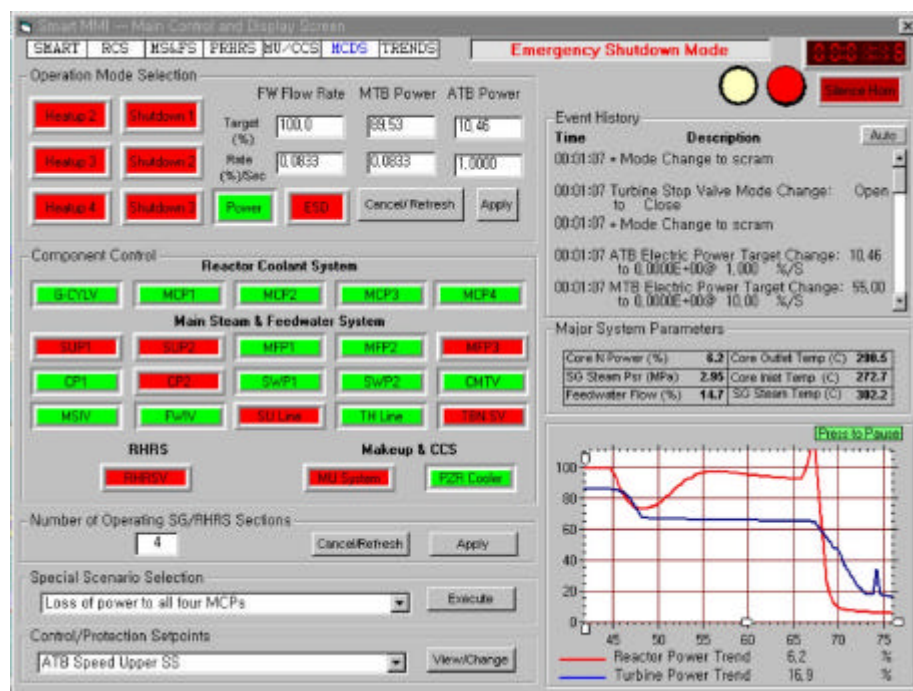 Smart MMI --- Main Control and Display Screen
SMART RCS MS&FS PRHRS MU/CCS MCDS TRENDS
Emergency Shutdown Mode
Silence Horn
Operation Mode Selection
FW Flow Rate MTB Power ATB Power
Heatup 2 Shutdown 1
Target (%) 100.0 89.53 10.46
Heatup 3 Shutdown 2
Rate (%)/Sec 0.0833 0.0833 1.0000
Heatup 4 Shutdown 3 Power ESD Cancel/Refresh Apply
Event History
Time Description Auto
00:01:07 * Mode Change to scram
00:01:07 Turbine Stop Valve Mode Change: Open
to Close
00:01:07 * Mode Change to scram
00:01:07 ATB Electric Power Target Change: 10.46
to 0.0000E+00@ 1.000 %/S
00:01:07 MTB Electric Power Target Change: 55.00
to 0.0000E+00@ 10.00 %/S
Component Control
Reactor Coolant System
G-CYLV MCP1 MCP2 MCP3 MCP4
Main Steam & Feedwater System
SUP1 SUP2 MFP1 MFP2 MFP3
CP1 CP2 SWP1 SWP2 CMTV
MSIV FWIV SU Line TH Line TBN SV
RHRS Makeup & CCS
RHRSV MU System PZR Cooler
Major System Parameters
Core N Power (%) 6.2 Core Outlet Temp (C) 298.5
SG Steam Psr (MPa) 2.95 Core Inlet Temp (C) 272.7
Feedwater Flow (%) 14.7 SG Steam Temp (C) 302.2
Press to Pause
100
80
60
40
20
0
45 50 55 60 65 70 75
Reactor Power Trend 6.2 %
Turbine Power Trend 16.9 %
Number of Operating SG/RHRS Sections
4 Cancel/Refresh Apply
Special Scenario Selection
Loss of power to all four MCPs Execute
Control/Protection Setpoints
ATB Speed Upper SS View/Change